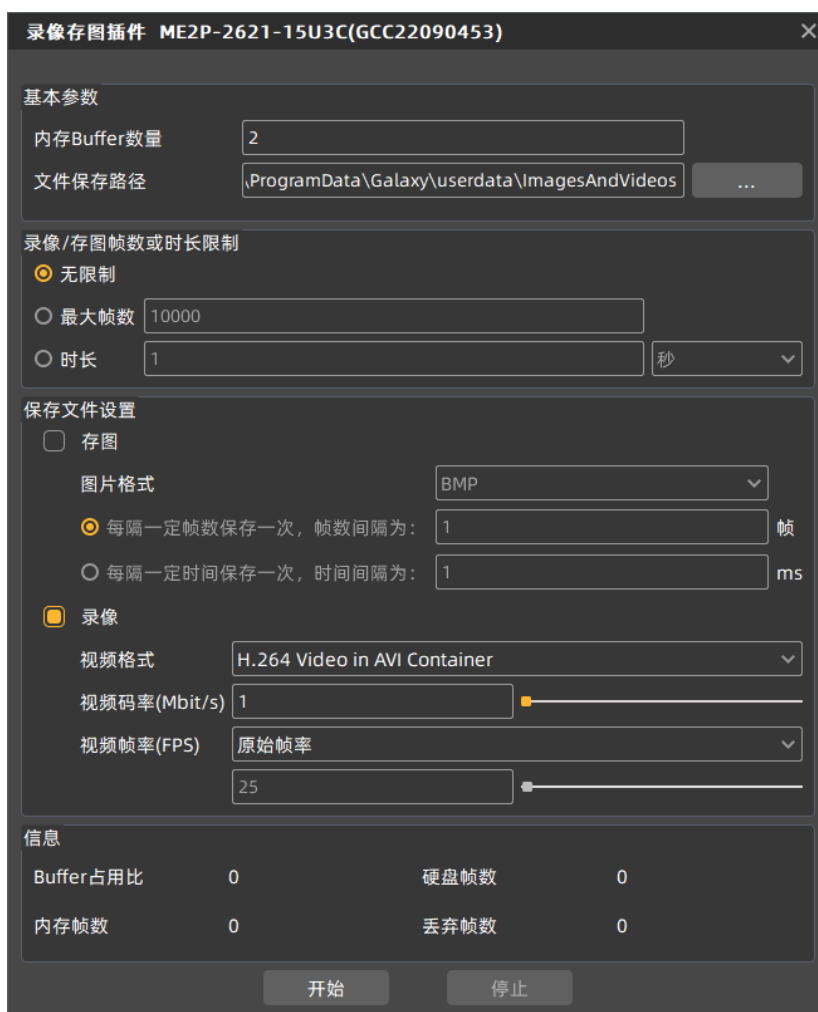 录像存图插件 ME2P-2621-15U3C(GCC22090453)
基本参数
内存Buffer数量 2
文件保存路径 \ProgramData\Galaxy\userdata\ImagesAndVideos ...
录像/存图帧数或时长限制
无限制
最大帧数 10000
时长 1 秒
保存文件设置
存图
图片格式 BMP
每隔一定帧数保存一次，帧数间隔为： 1 帧
每隔一定时间保存一次，时间间隔为： 1 ms
录像
视频格式 H.264 Video in AVI Container
视频码率(Mbit/s) 1
视频帧率(FPS) 原始帧率
25
信息
Buffer占用比 0 硬盘帧数 0
内存帧数 0 丢弃帧数 0
开始 停止